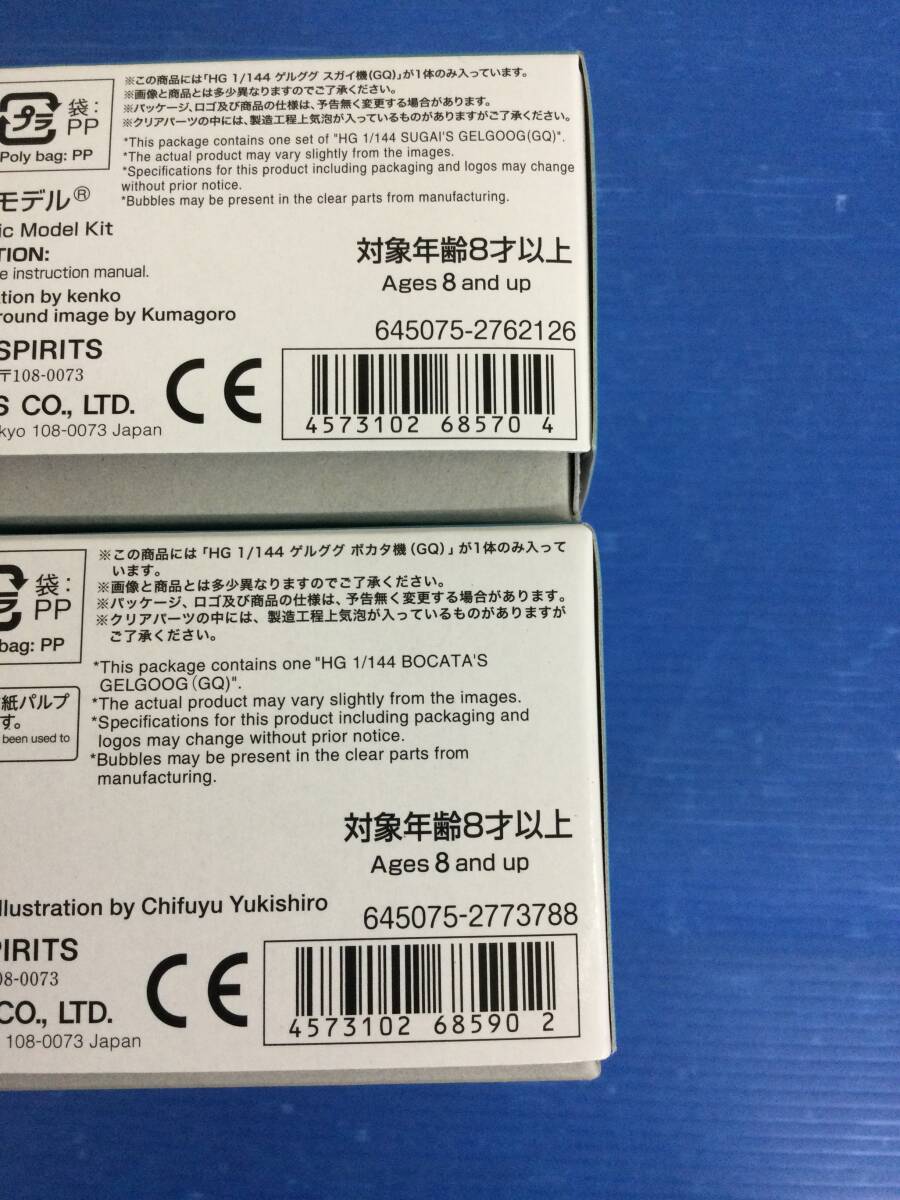 ※この商品には「HG 1/144 ゲルググ スガイ機(GQ)」が1体のみ入っています。
※画像と商品とは多少異なりますのでご了承ください。
※パッケージ、ロゴ及び商品の仕様は、予告無く変更する場合があります。
※クリアパーツの中には、製造工程上気泡が入っているものがありますがご了承ください。
プラ
袋:
PP
Poly bag: PP
*This package contains one set of "HG 1/144 SUGAI'S GELGOOG(GQ)".
*The actual product may vary slightly from the images.
*Specifications for this product including packaging and logos may change
without prior notice.
*Bubbles may be present in the clear parts from manufacturing.
モデル®
ic Model Kit
TION:
e instruction manual.
ation by kenko
round image by Kumagoro
対象年齢8才以上
Ages 8 and up
645075-2762126
SPIRITS
〒108-0073
S CO., LTD.
kyo 108-0073 Japan
CE
4573102 68570 4
※この商品には「HG 1/144 ゲルググ ボカタ機(GQ)」が1体のみ入って
います。
※画像と商品とは多少異なりますのでご了承ください。
※パッケージ、ロゴ及び商品の仕様は、予告無く変更する場合があります。
※クリアパーツの中には、製造工程上気泡が入っているものがありますが
ご了承ください。
袋:
PP
bag: PP
*This package contains one "HG 1/144 BOCATA'S
GELGOOG(GQ)".
*The actual product may vary slightly from the images.
*Specifications for this product including packaging and
logos may change without prior notice.
*Bubbles may be present in the clear parts from
manufacturing.
紙パルプ
す。
been used to
対象年齢8才以上
Ages 8 and up
llustration by Chifuyu Yukishiro
645075-2773788
PIRITS
08-0073
CO., LTD.
108-0073 Japan
CE
4573102 68590 2